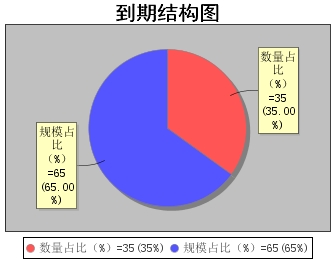 到期结构图
数量占
比
（%）
=35
(35.00
%)
规模占
比
（%）
=65
(65.00
%)
数量占比（%）=35(35%) 规模占比（%）=65(65%)